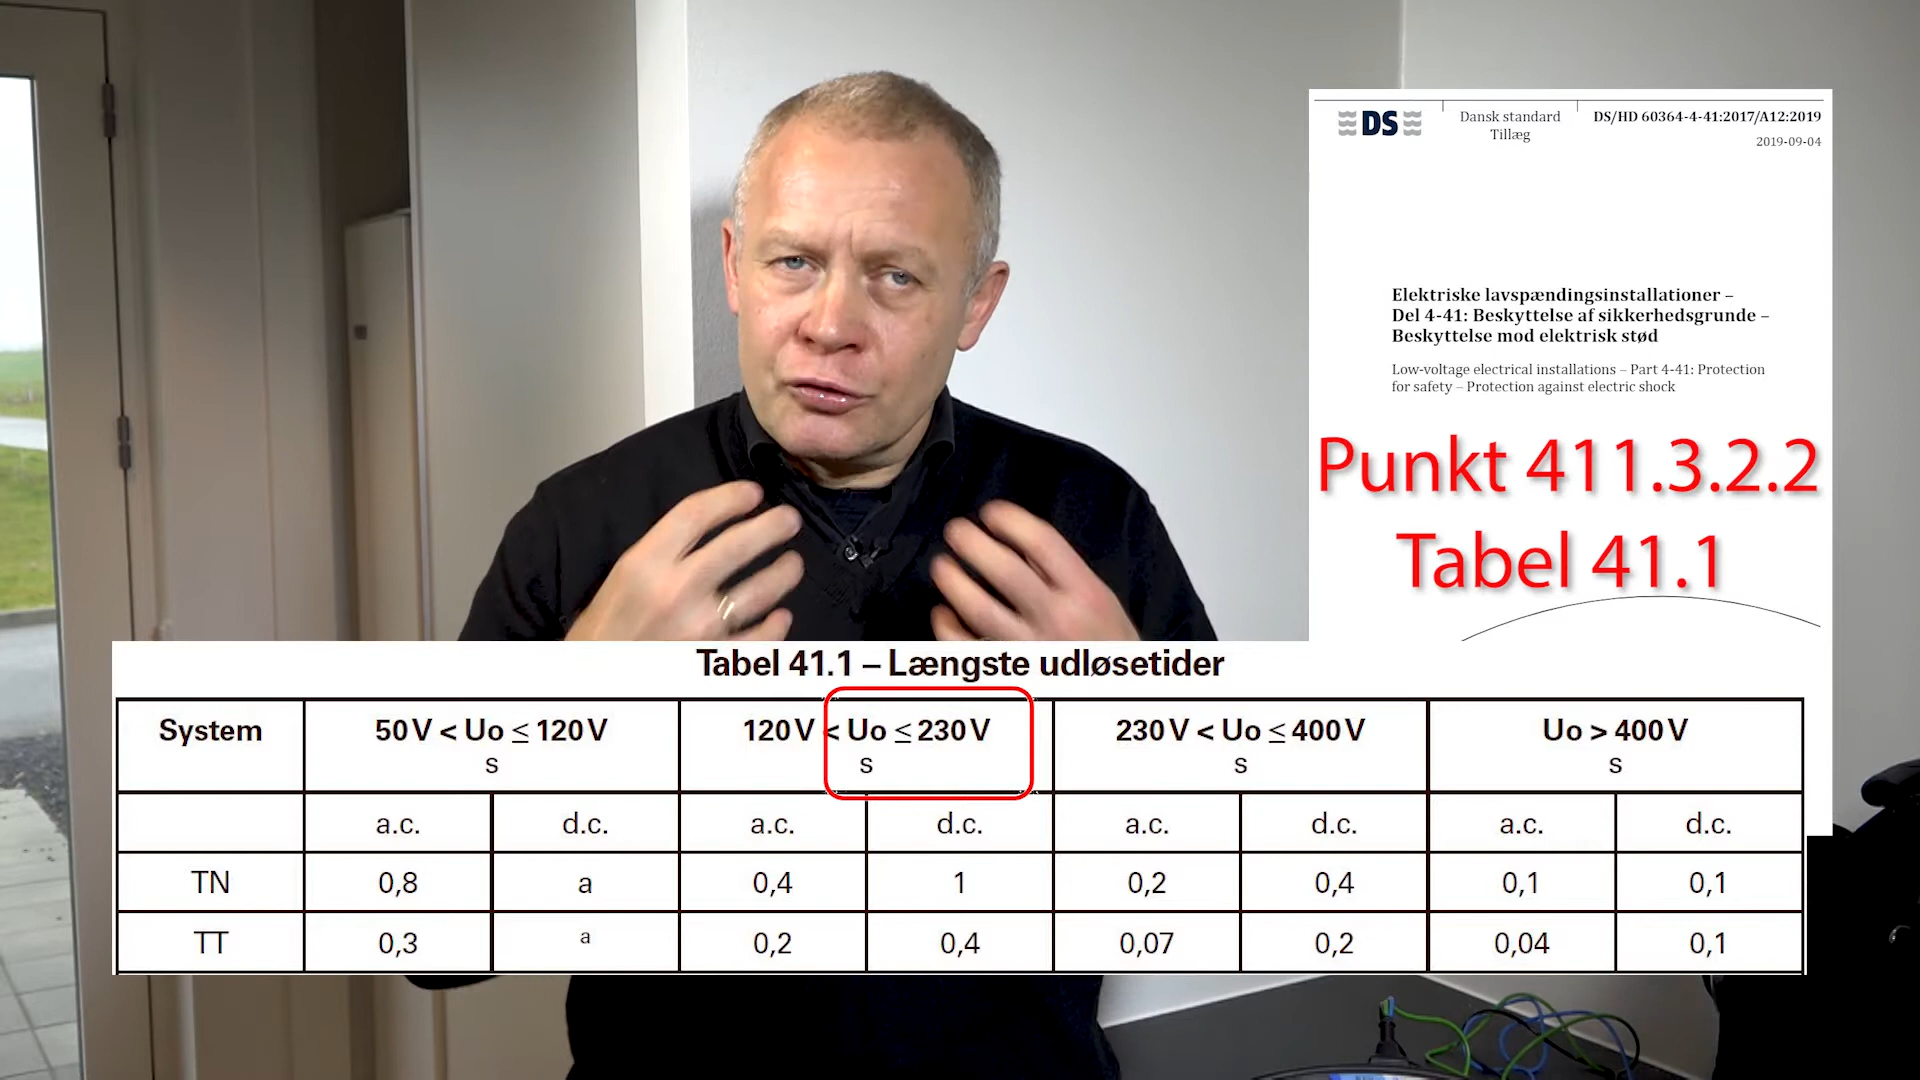 DS
Dansk standard
Tillæg
DS/HD 60364-4-41:2017/A12:2019
2019-09-04
Elektriske lavspændingsinstallationer –
Del 4-41: Beskyttelse af sikkerhedsgrunde –
Beskyttelse mod elektrisk stød
Low-voltage electrical installations – Part 4-41: Protection
for safety – Protection against electric shock
Punkt 411.3.2.2
Tabel 41.1
Tabel 41.1 – Længste udløsetider
System 50 V < Uo ≤ 120 V 120 V < Uo ≤ 230 V 230 V < Uo ≤ 400 V Uo > 400 V
s s s s
a.c. d.c. a.c. d.c. a.c. d.c. a.c. d.c.
TN 0,8 a 0,4 1 0,2 0,4 0,1 0,1
TT 0,3 a 0,2 0,4 0,07 0,2 0,04 0,1